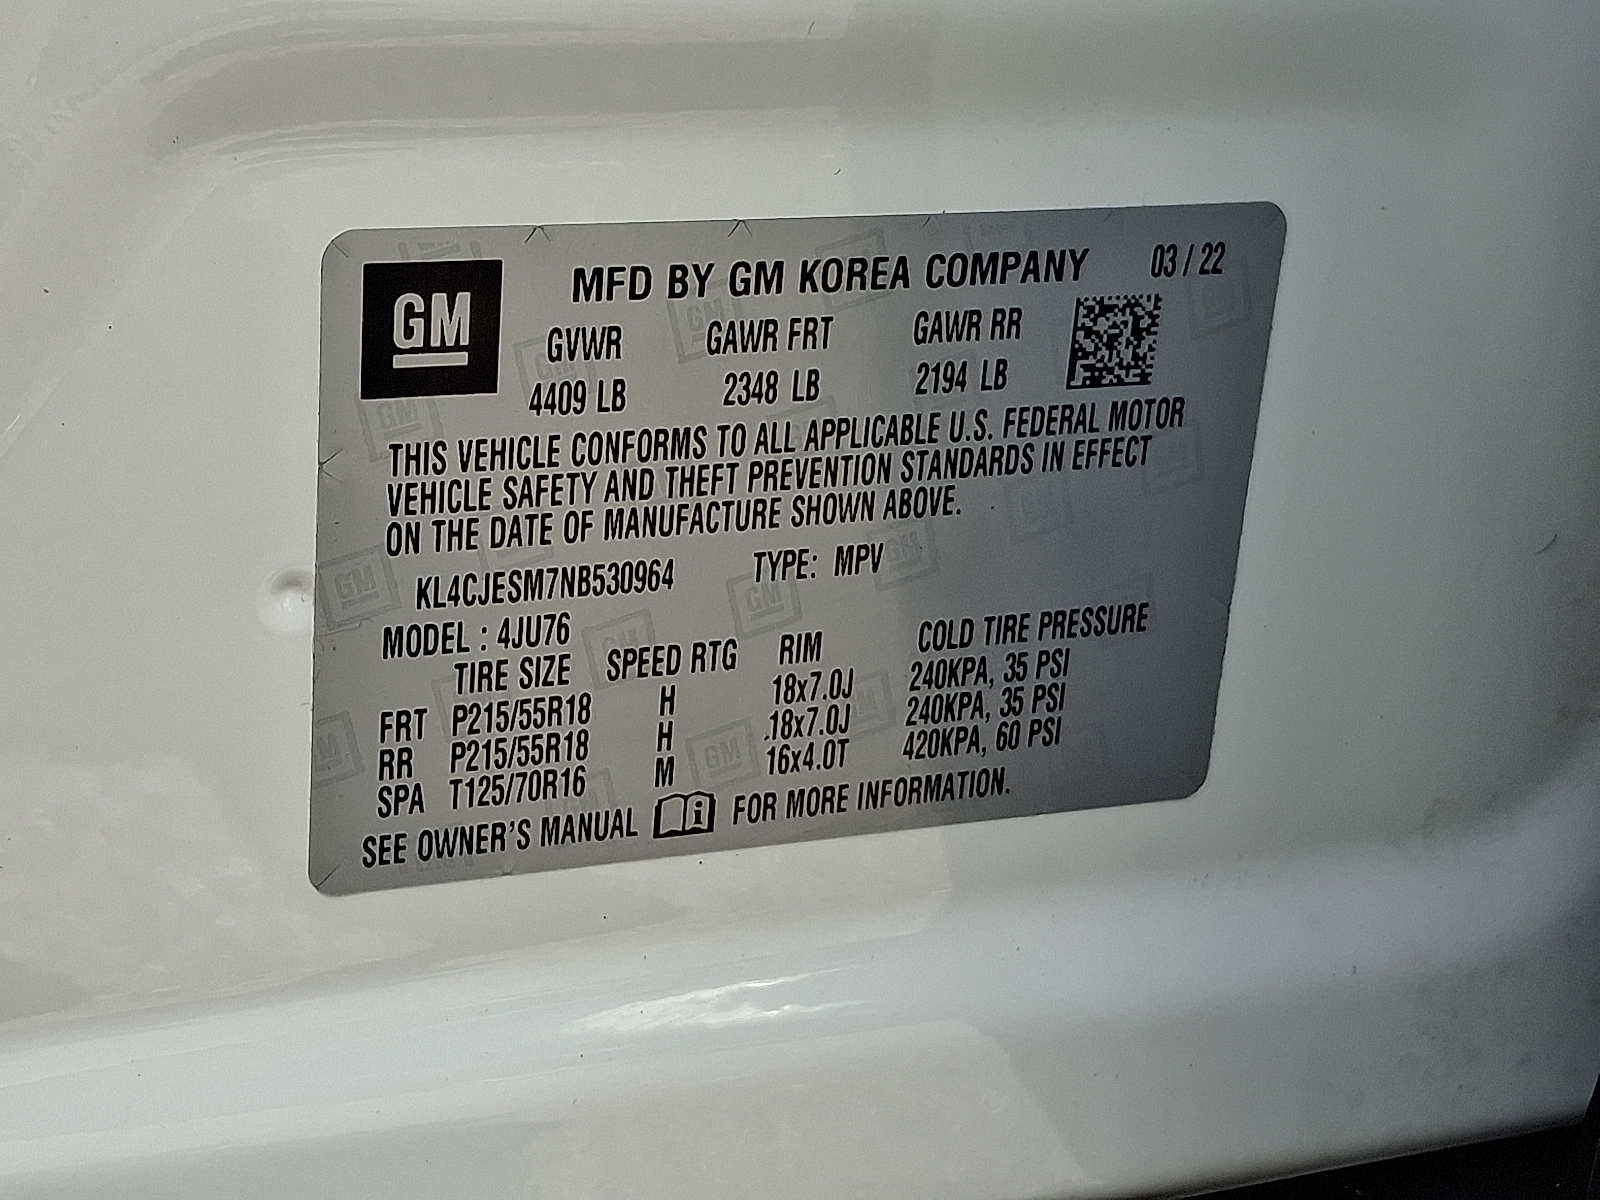 GM
MFD BY GM KOREA COMPANY 03 / 22
GVWR GAWR FRT GAWR RR
4409 LB 2348 LB 2194 LB
THIS VEHICLE CONFORMS TO ALL APPLICABLE U.S. FEDERAL MOTOR
VEHICLE SAFETY AND THEFT PREVENTION STANDARDS IN EFFECT
ON THE DATE OF MANUFACTURE SHOWN ABOVE.
KL4CJESM7NB530964 TYPE: MPV
MODEL : 4JU76
TIRE SIZE SPEED RTG RIM COLD TIRE PRESSURE
FRT P215/55R18 H 18x7.0J 240KPA, 35 PSI
RR P215/55R18 H 18x7.0J 240KPA, 35 PSI
SPA T125/70R16 M 16x4.0T 420KPA, 60 PSI
SEE OWNER'S MANUAL FOR MORE INFORMATION.